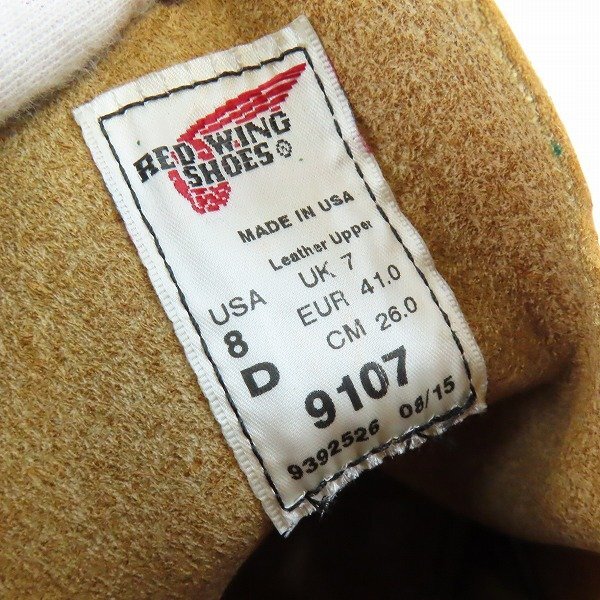 RED WING
SHOES®
MADE IN USA
Leather Upper
USA UK 7
8 EUR 41.0
D CM 26.0
9107
9392526 08/15